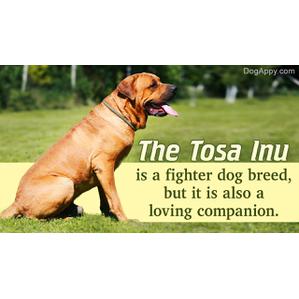 DogAppy.com
The Tosa Inu
is a fighter dog breed,
but it is also a
loving companion.